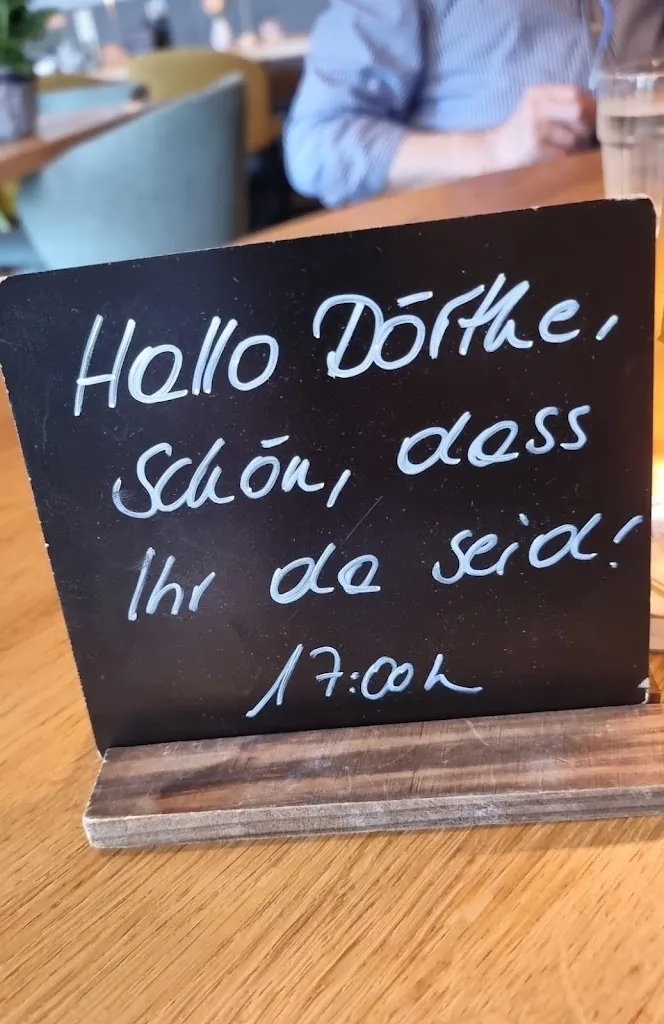 Hallo Dörthe,
schön, dass
Ihr da seid!
17:00h